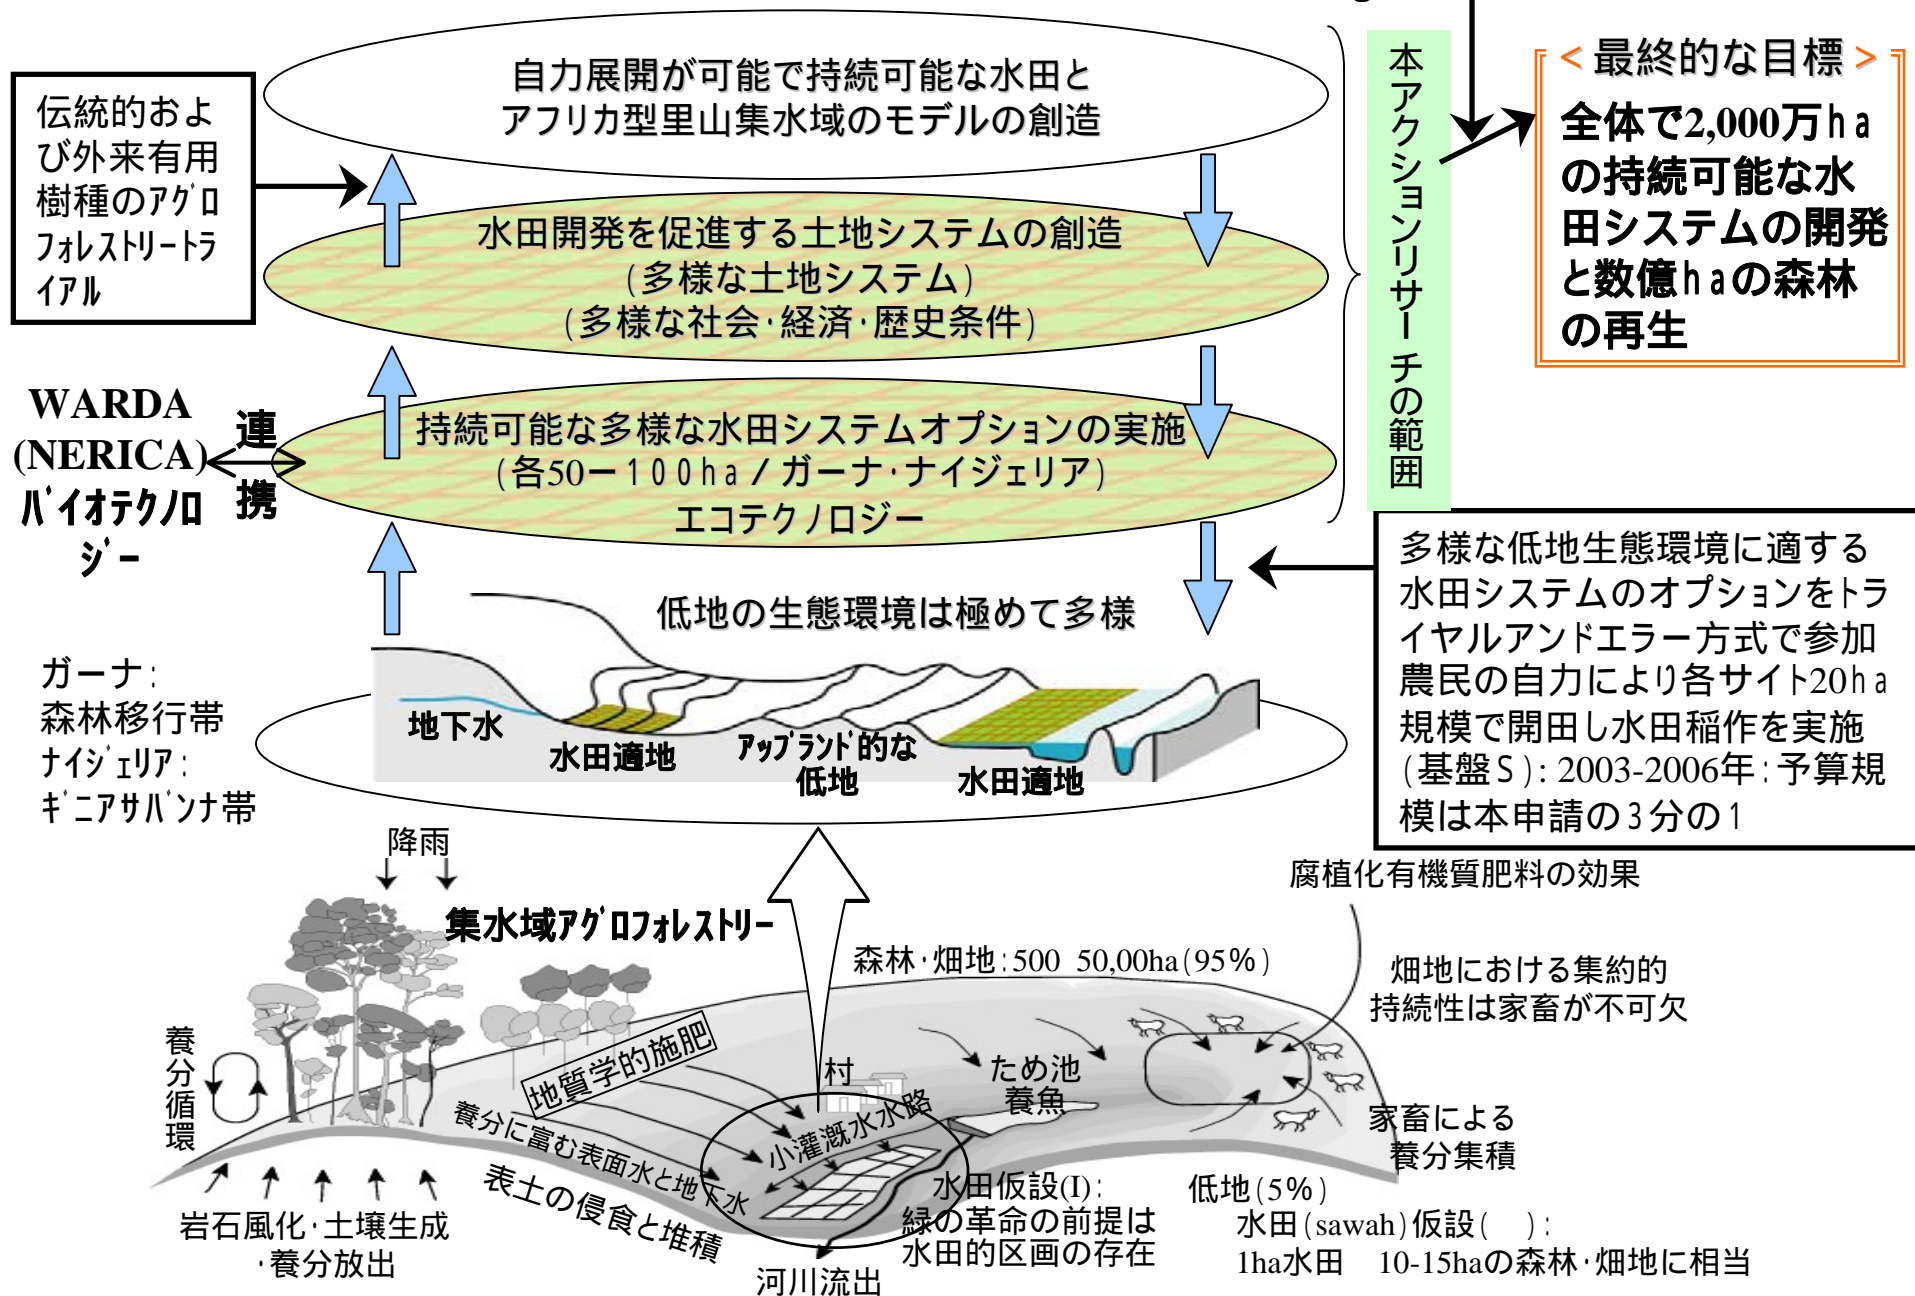 自力展開が可能で持続可能な水田と
アフリカ型里山集水域のモデルの創造
伝統的およ
び外来有用
樹種のｱｸﾞﾛ
ﾌｫﾚｽﾄﾘｰﾄﾗ
ｲｱﾙ
水田開発を促進する土地システムの創造
(多様な土地システム)
(多様な社会･経済･歴史条件)
本アクションリサーチの範囲
<最終的な目標>
全体で2,000万ha
の持続可能な水
田システムの開発
と数億haの森林
の再生
WARDA
(NERICA)
ﾊﾞｲｵﾃｸﾉﾛ
ｼﾞｰ
連
携
持続可能な多様な水田システムオプションの実施
(各50ー100ha/ガーナ･ナイジェリア)
エコテクノロジー
多様な低地生態環境に適する
水田システムのオプションをトラ
イヤルアンドエラー方式で参加
農民の自力により各サイト20ha
規模で開田し水田稲作を実施
(基盤S):2003-2006年:予算規
模は本申請の3分の1
低地の生態環境は極めて多様
ガーナ:
森林移行帯
ﾅｲｼﾞｪﾘｱ:
ｷﾞﾆｱｻﾊﾞﾝﾅ帯
地下水
水田適地
ｱｯﾌﾟﾗﾝﾄﾞ的な
低地
水田適地
降雨
集水域ｱｸﾞﾛﾌｫﾚｽﾄﾘｰ
腐植化有機質肥料の効果
森林･畑地:500 50,00ha(95%)
畑地における集約的
持続性は家畜が不可欠
養分循環
地質学的施肥
村
ため池
養魚
養分に富む表面水と地下水
小灌漑水水路
家畜による
養分集積
表土の侵食と堆積
岩石風化･土壌生成
･養分放出
水田仮設(I):
緑の革命の前提は
水田的区画の存在
河川流出
低地(5%)
水田(sawah)仮設( ):
1ha水田 10-15haの森林･畑地に相当